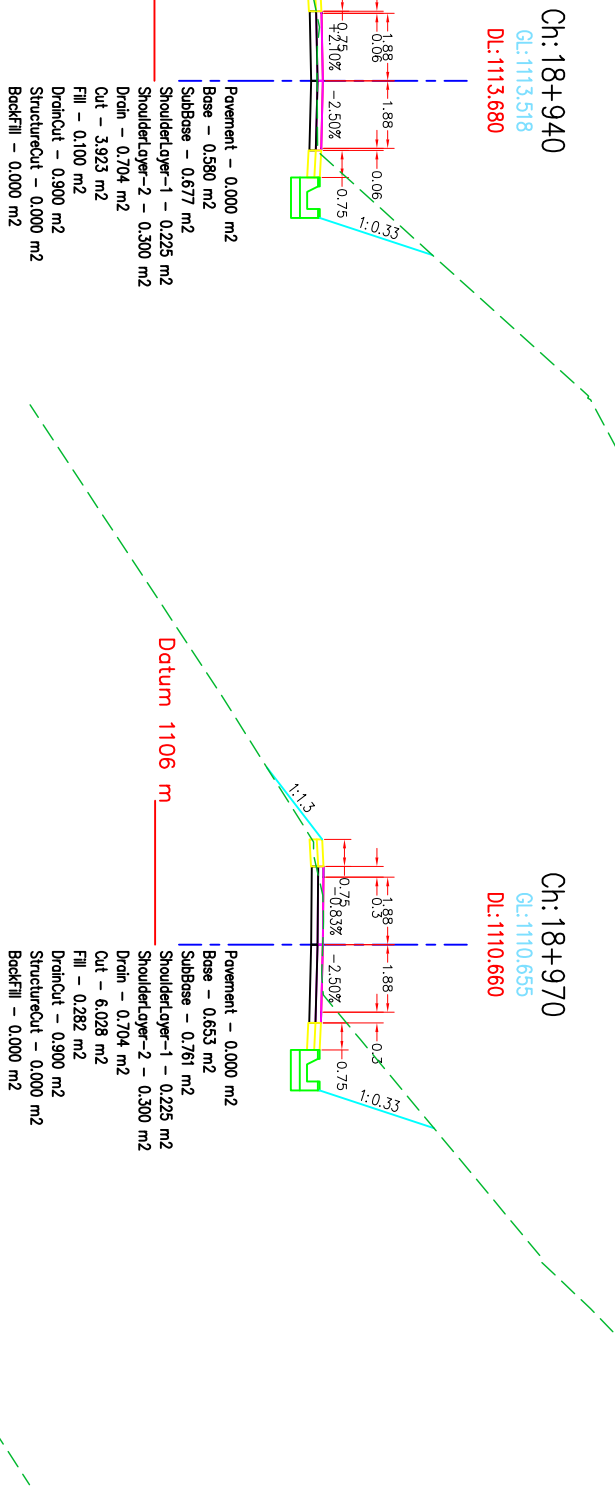 Ch:18+940
GL:1113.518
DL:1113.680
1.88
1.88
0.06
0.06
0.75
0.75
+2.10%
-2.50%
1:0.33
Pavement - 0.000 m2
Base - 0.580 m2
SubBase - 0.677 m2
ShoulderLayer-1 - 0.225 m2
ShoulderLayer-2 - 0.300 m2
Drain - 0.704 m2
Cut - 3.923 m2
Fill - 0.100 m2
DrainCut - 0.900 m2
StructureCut - 0.000 m2
BackFill - 0.000 m2
Ch:18+970
GL:1110.655
DL:1110.660
1.88
1.88
0.3
0.3
0.75
0.75
-0.83%
-2.50%
1:1.3
1:0.33
Datum 1106 m
Pavement - 0.000 m2
Base - 0.653 m2
SubBase - 0.761 m2
ShoulderLayer-1 - 0.225 m2
ShoulderLayer-2 - 0.300 m2
Drain - 0.704 m2
Cut - 6.028 m2
Fill - 0.282 m2
DrainCut - 0.900 m2
StructureCut - 0.000 m2
BackFill - 0.000 m2